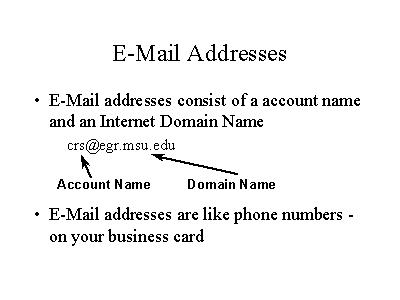 E-Mail Addresses
• E-Mail addresses consist of a account name
and an Internet Domain Name
crs@egr.msu.edu
Account Name Domain Name
• E-Mail addresses are like phone numbers -
on your business card